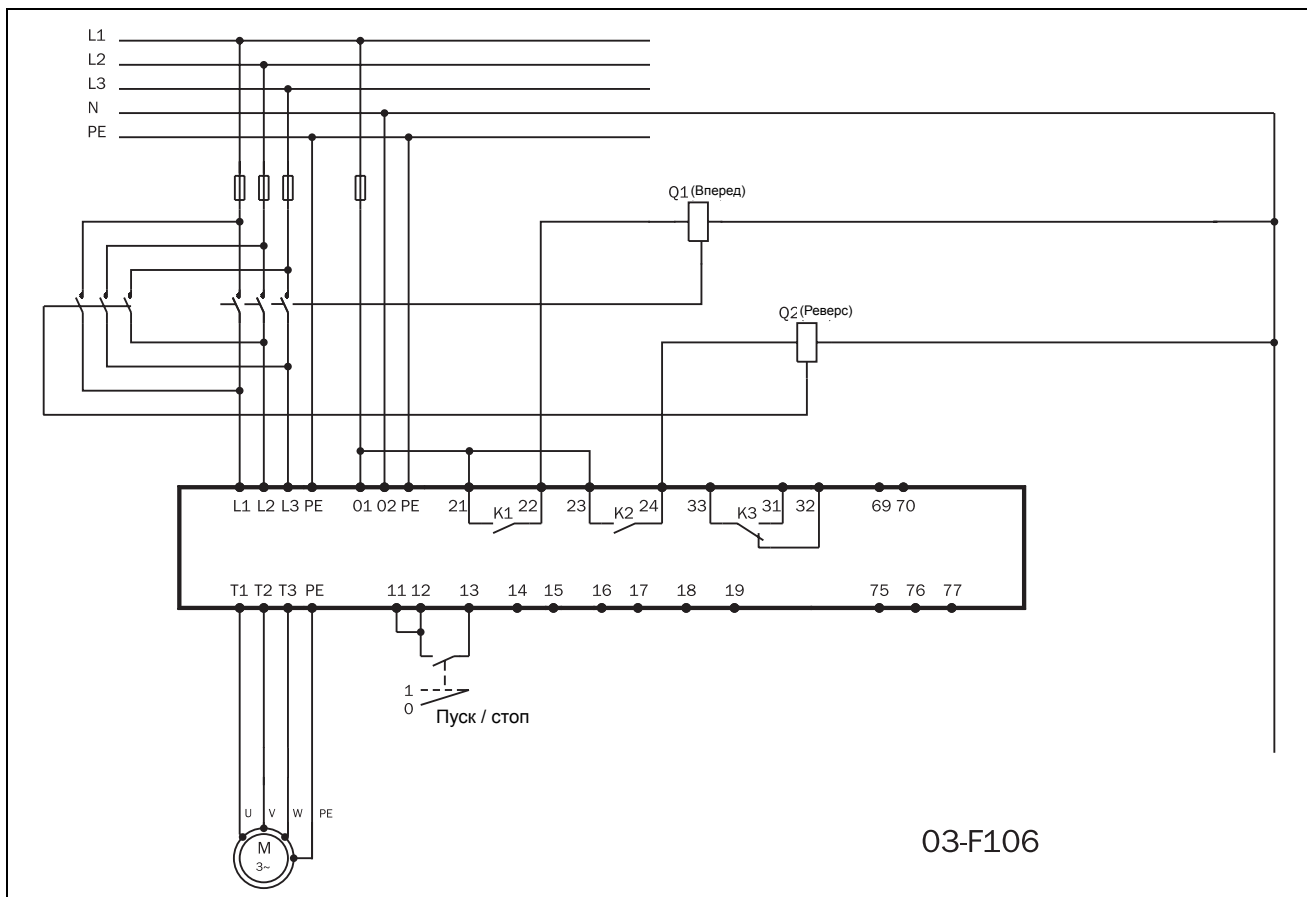 L1
L2
L3
N
PE
Q1 (Вперед)
Q2 (Реверс)
L1 L2 L3 PE 01 02 PE 21 K1 22 23 K2 24 33 K3 31 32 69 70
T1 T2 T3 PE 11 12 13 14 15 16 17 18 19 75 76 77
1
0
Пуск / стоп
U V W PE
M
3~
03-F106